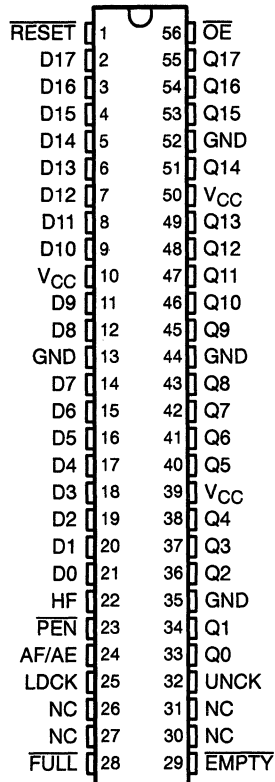 RESET 1 56 OE
D17 2 55 Q17
D16 3 54 Q16
D15 4 53 Q15
D14 5 52 GND
D13 6 51 Q14
D12 7 50 VCC
D11 8 49 Q13
D10 9 48 Q12
VCC 10 47 Q11
D9 11 46 Q10
D8 12 45 Q9
GND 13 44 GND
D7 14 43 Q8
D6 15 42 Q7
D5 16 41 Q6
D4 17 40 Q5
D3 18 39 VCC
D2 19 38 Q4
D1 20 37 Q3
D0 21 36 Q2
HF 22 35 GND
PEN 23 34 Q1
AF/AE 24 33 Q0
LDCK 25 32 UNCK
NC 26 31 NC
NC 27 30 NC
FULL 28 29 EMPTY